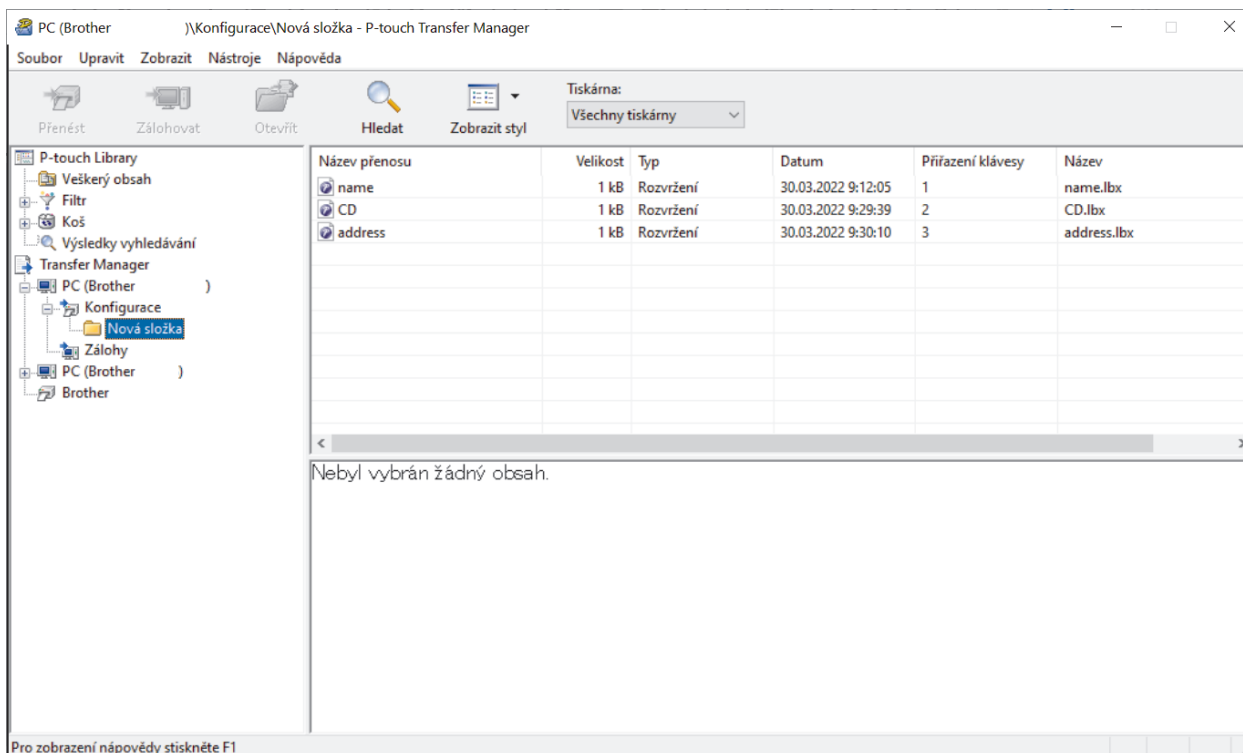 PC (Brother )\Konfigurace\Nová složka - P-touch Transfer Manager
Soubor Upravit Zobrazit Nástroje Nápověda
Přenést Zálohovat Otevřít Hledat Zobrazit styl
Tiskárna:
Všechny tiskárny
P-touch Library
Veškerý obsah
Filtr
Koš
Výsledky vyhledávání
Transfer Manager
PC (Brother )
Konfigurace
Nová složka
Zálohy
PC (Brother )
Brother
Název přenosu Velikost Typ Datum Přiřazení klávesy Název
name 1 kB Rozvržení 30.03.2022 9:12:05 1 name.lbx
CD 1 kB Rozvržení 30.03.2022 9:29:39 2 CD.lbx
address 1 kB Rozvržení 30.03.2022 9:30:10 3 address.lbx
Nebyl vybrán žádný obsah.
Pro zobrazení nápovědy stiskněte F1